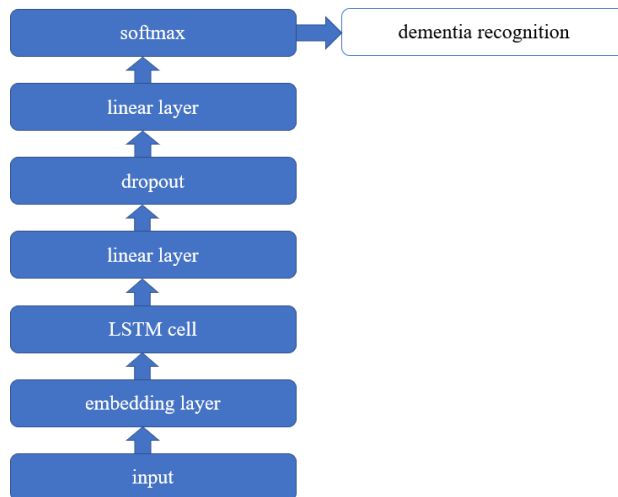 softmax
dementia recognition
linear layer
dropout
linear layer
LSTM cell
embedding layer
input